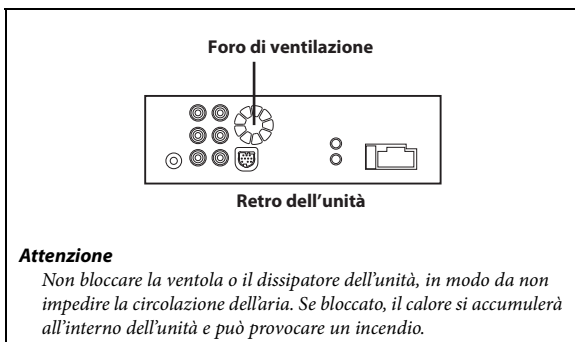 Foro di ventilazione
Retro dell'unità
Attenzione
Non bloccare la ventola o il dissipatore dell'unità, in modo da non
impedire la circolazione dell'aria. Se bloccato, il calore si accumulerà
all'interno dell'unità e può provocare un incendio.